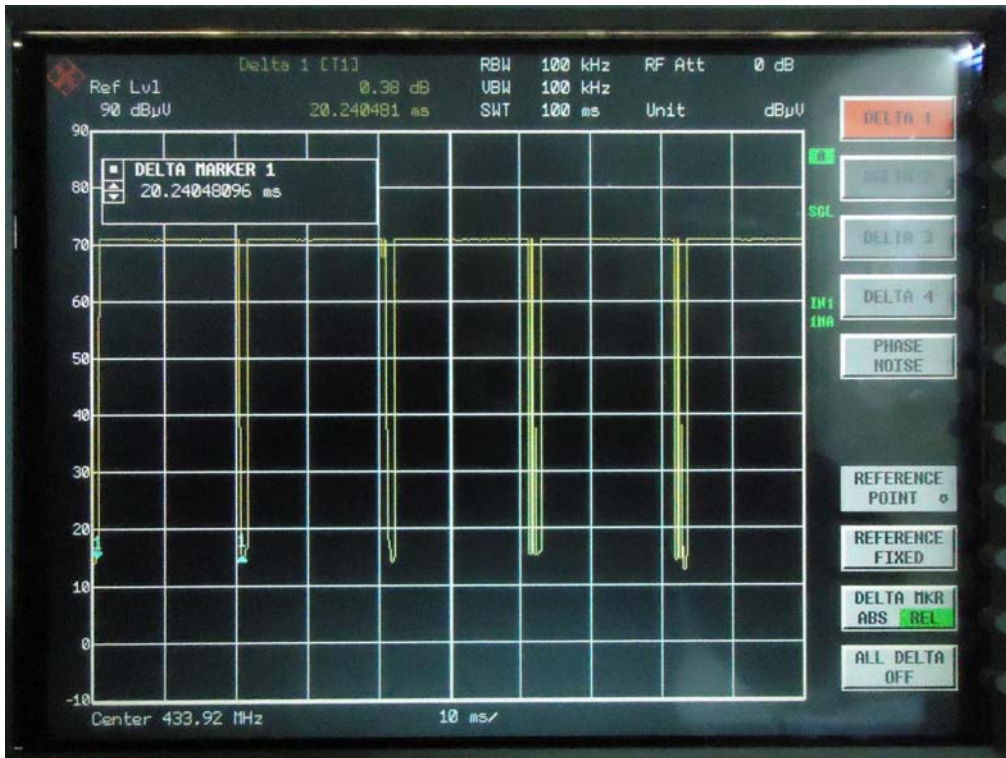 Delta 1 [T1] RBW 100 kHz RF Att 0 dB
Ref Lvl 0.38 dB VBW 100 kHz
90 dBµV 20.240481 ms SWT 100 ms Unit dBµV
90
DELTA MARKER 1
20.24048096 ms
80
70
60
50
40
30
20
10
0
-10
1
1
Center 433.92 MHz 10 ms/
A
SGL
IN1
1MA
DELTA 1
DELTA 2
DELTA 3
DELTA 4
PHASE
NOISE
REFERENCE
POINT
REFERENCE
FIXED
DELTA MKR
ABS REL
ALL DELTA
OFF